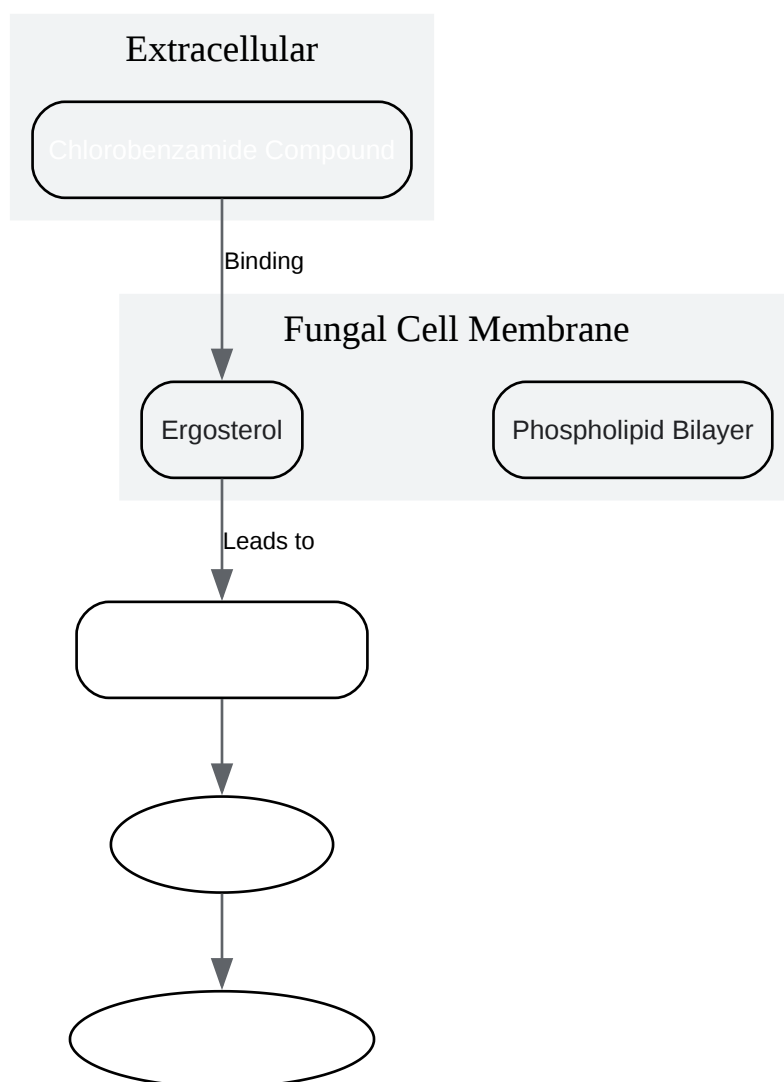 Extracellular
Chlorobenzamide Compound
Binding
Fungal Cell Membrane
Ergosterol
Phospholipid Bilayer
Leads to